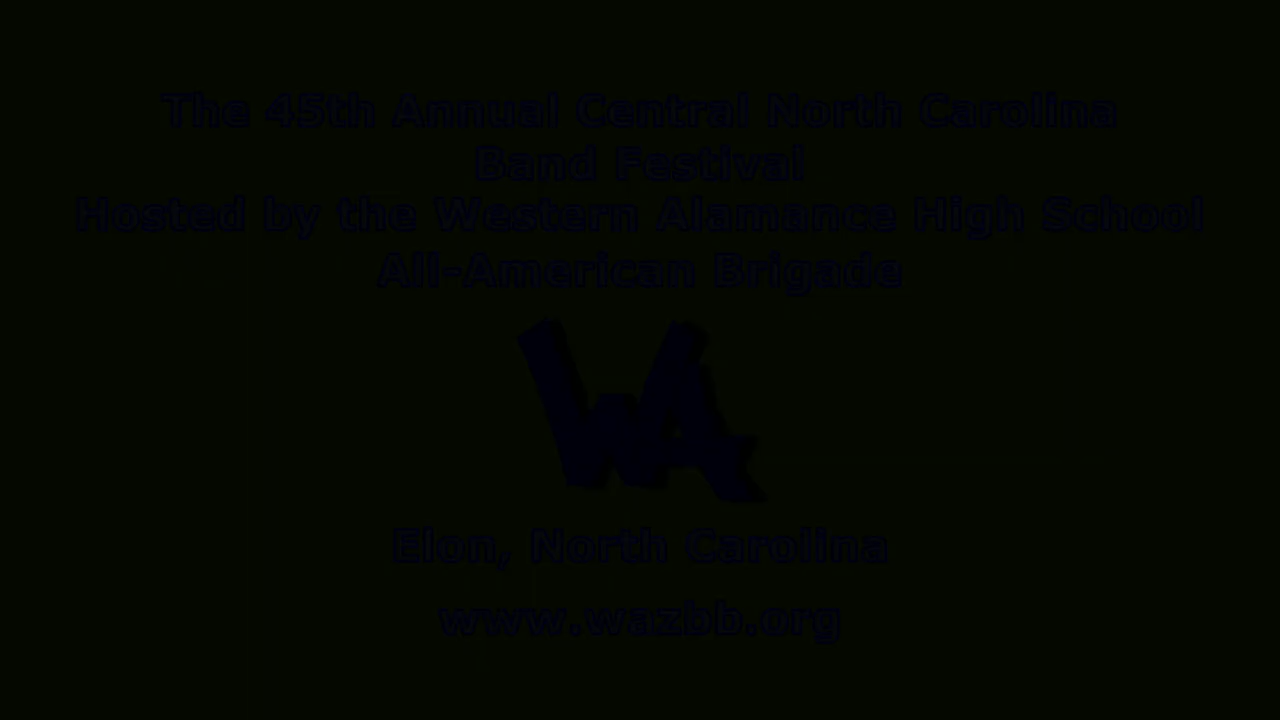 The 45th Annual Central North Carolina
Band Festival
Hosted by the Western Alamance High School
All-American Brigade
WA
Elon, North Carolina
www.wazbb.org